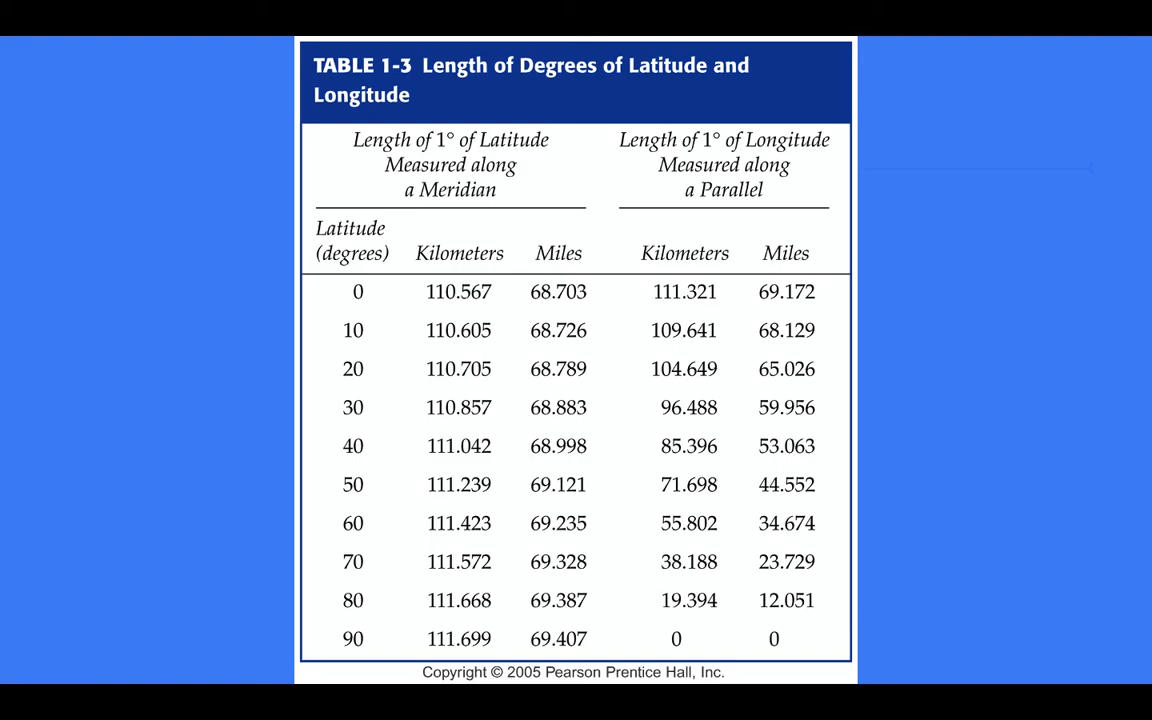 TABLE 1-3 Length of Degrees of Latitude and
Longitude
Length of 1° of Latitude Length of 1° of Longitude
Measured along Measured along
a Meridian a Parallel
Latitude
(degrees) Kilometers Miles Kilometers Miles
0 110.567 68.703 111.321 69.172
10 110.605 68.726 109.641 68.129
20 110.705 68.789 104.649 65.026
30 110.857 68.883 96.488 59.956
40 111.042 68.998 85.396 53.063
50 111.239 69.121 71.698 44.552
60 111.423 69.235 55.802 34.674
70 111.572 69.328 38.188 23.729
80 111.668 69.387 19.394 12.051
90 111.699 69.407 0 0
Copyright © 2005 Pearson Prentice Hall, Inc.